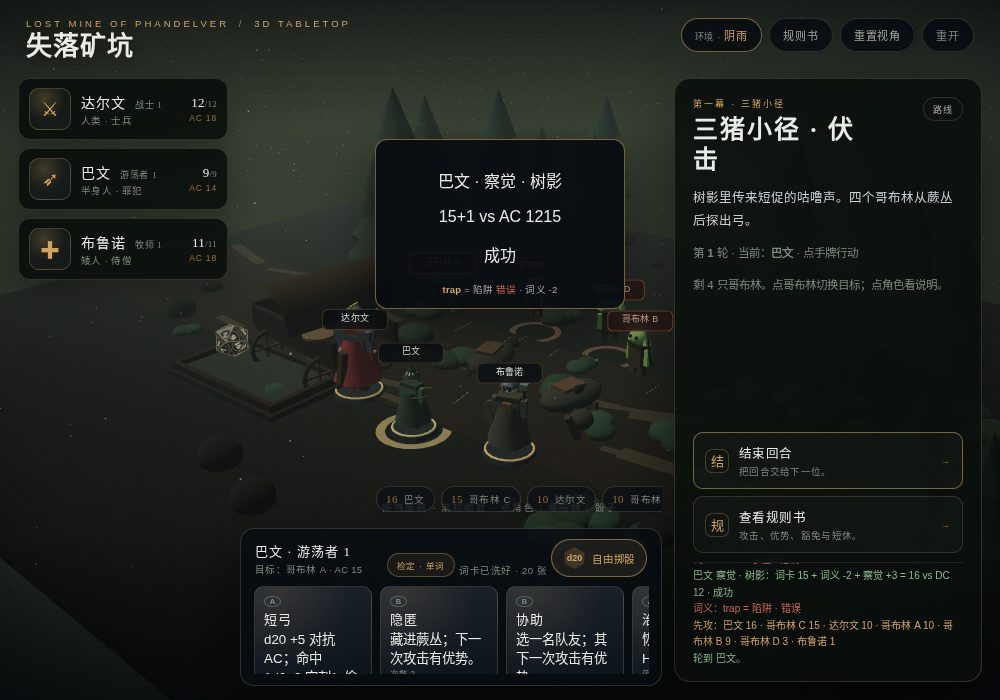 LOST MINE OF PHANDELVER / 3D TABLETOP
失落矿坑
环境 · 阴雨
规则书
重置视角
重开
达尔文 战士 1
12/12
人类 · 士兵
AC 18
巴文 游荡者 1
9/9
半身人 · 罪犯
AC 14
布鲁诺 牧师 1
11/11
矮人 · 侍僧
AC 18
巴文 · 察觉 · 树影
15+1 vs AC 1215
成功
trap = 陷阱 错误 · 词义 -2
达尔文
巴文
布鲁诺
哥布林 B
第一幕 · 三猪小径
路线
三猪小径 · 伏
击
树影里传来短促的咕噜声。四个哥布林从蕨丛
后探出弓。
第 1 轮 · 当前：巴文 · 点手牌行动
剩 4 只哥布林。点哥布林切换目标；点角色看说明。
结
结束回合
把回合交给下一位。
→
规
查看规则书
攻击、优势、豁免与短休。
→
巴文 察觉 · 树影：词卡 15 + 词义 -2 + 察觉 +3 = 16 vs DC
12 · 成功
词义：trap = 陷阱 · 错误
先攻：巴文 16 · 哥布林 C 15 · 达尔文 10 · 哥布林 A 10 · 哥
布林 B 9 · 哥布林 D 3 · 布鲁诺 1
轮到 巴文。
16 巴文
15 哥布林 C
10 达尔文
10 哥布林
巴文 · 游荡者 1
目标：哥布林 A · AC 15
检定 · 单词
词卡已洗好 · 20 张
d20 自由掷骰
A
短弓
d20 +5 对抗
AC；命中
B
隐匿
藏进蕨丛；下一
次攻击有优势。
B
协助
选一名队友；其
下一次攻击有优